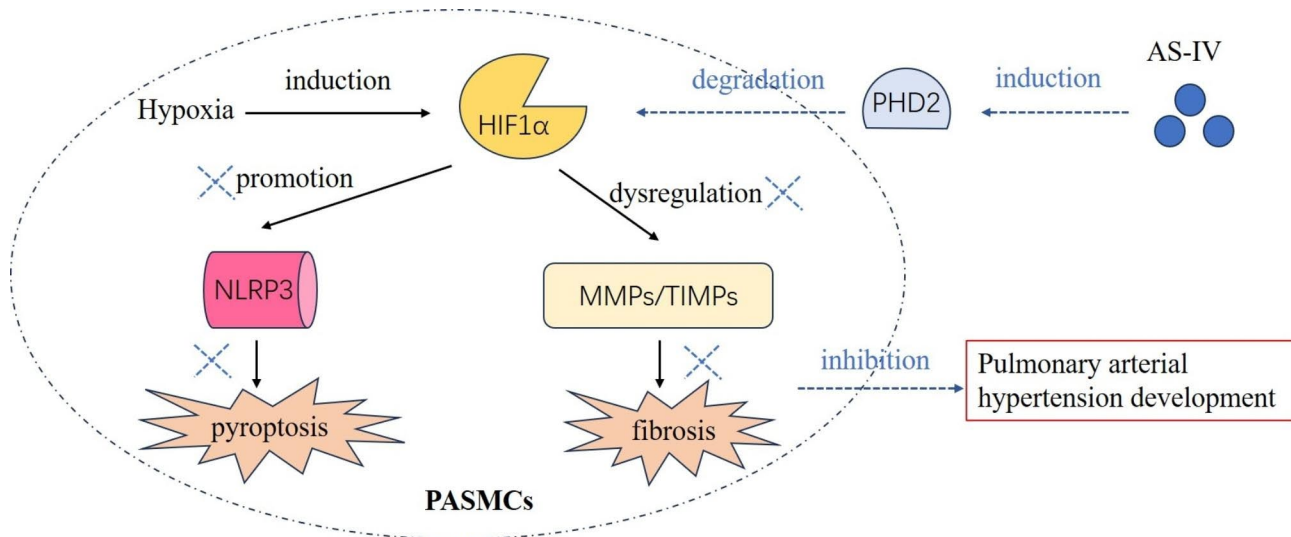 AS-IV
induction
degradation
induction
Hypoxia
HIF1α
PHD2
promotion
dysregulation
NLRP3
MMPs/TIMPs
inhibition
Pulmonary arterial
hypertension development
pyroptosis
fibrosis
PASMCs